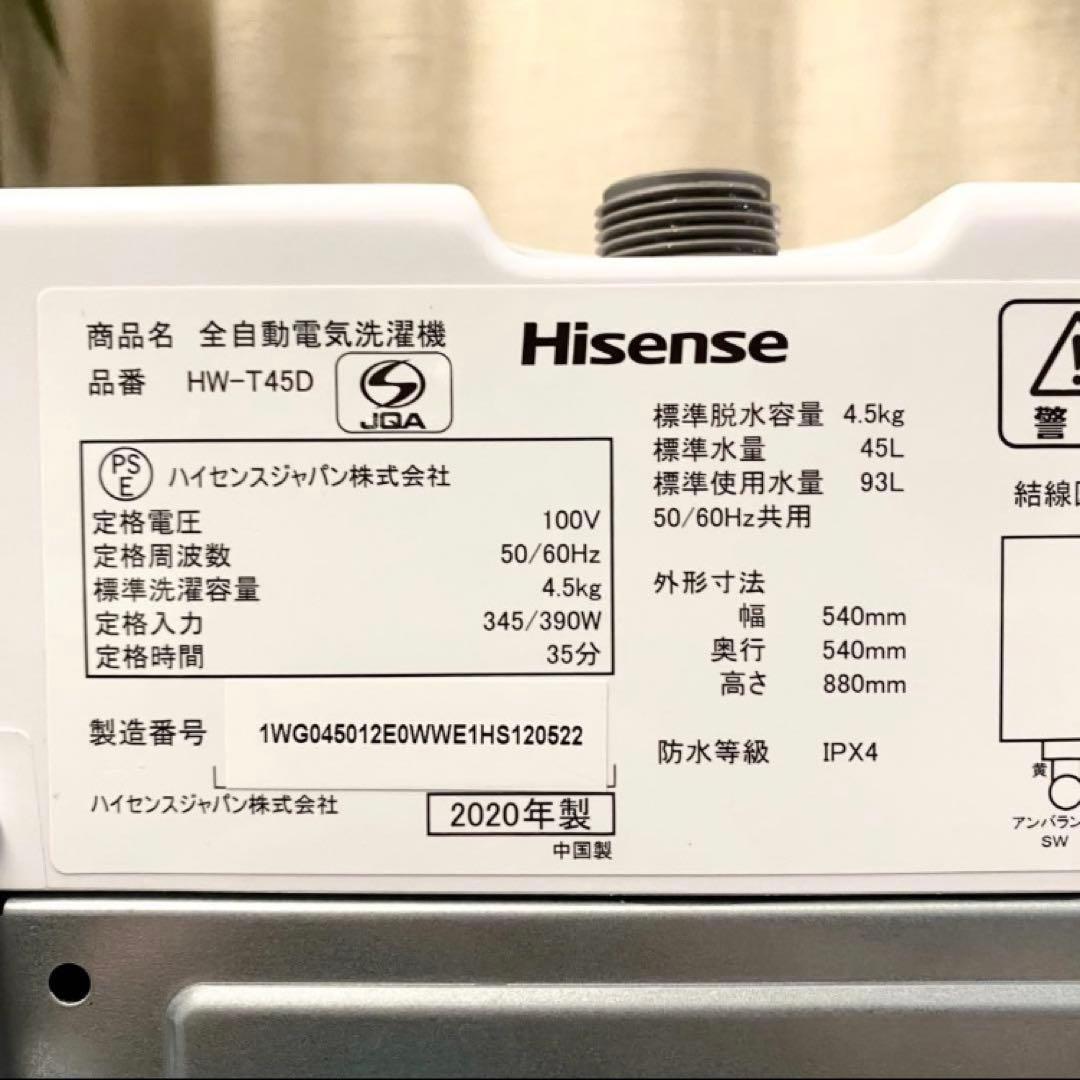 商品名 全自動電気洗濯機
品番 HW-T45D
JQA
Hisense
PS
E
ハイセンスジャパン株式会社
定格電圧 100V
定格周波数 50/60Hz
標準洗濯容量 4.5kg
定格入力 345/390W
定格時間 35分
製造番号 1WG045012E0WWE1HS120522
ハイセンスジャパン株式会社
2020年製
中国製
標準脱水容量 4.5kg
標準水量 45L
標準使用水量 93L
50/60Hz共用
外形寸法
幅 540mm
奥行 540mm
高さ 880mm
防水等級 IPX4
警
結線
黄
アンバラン
SW